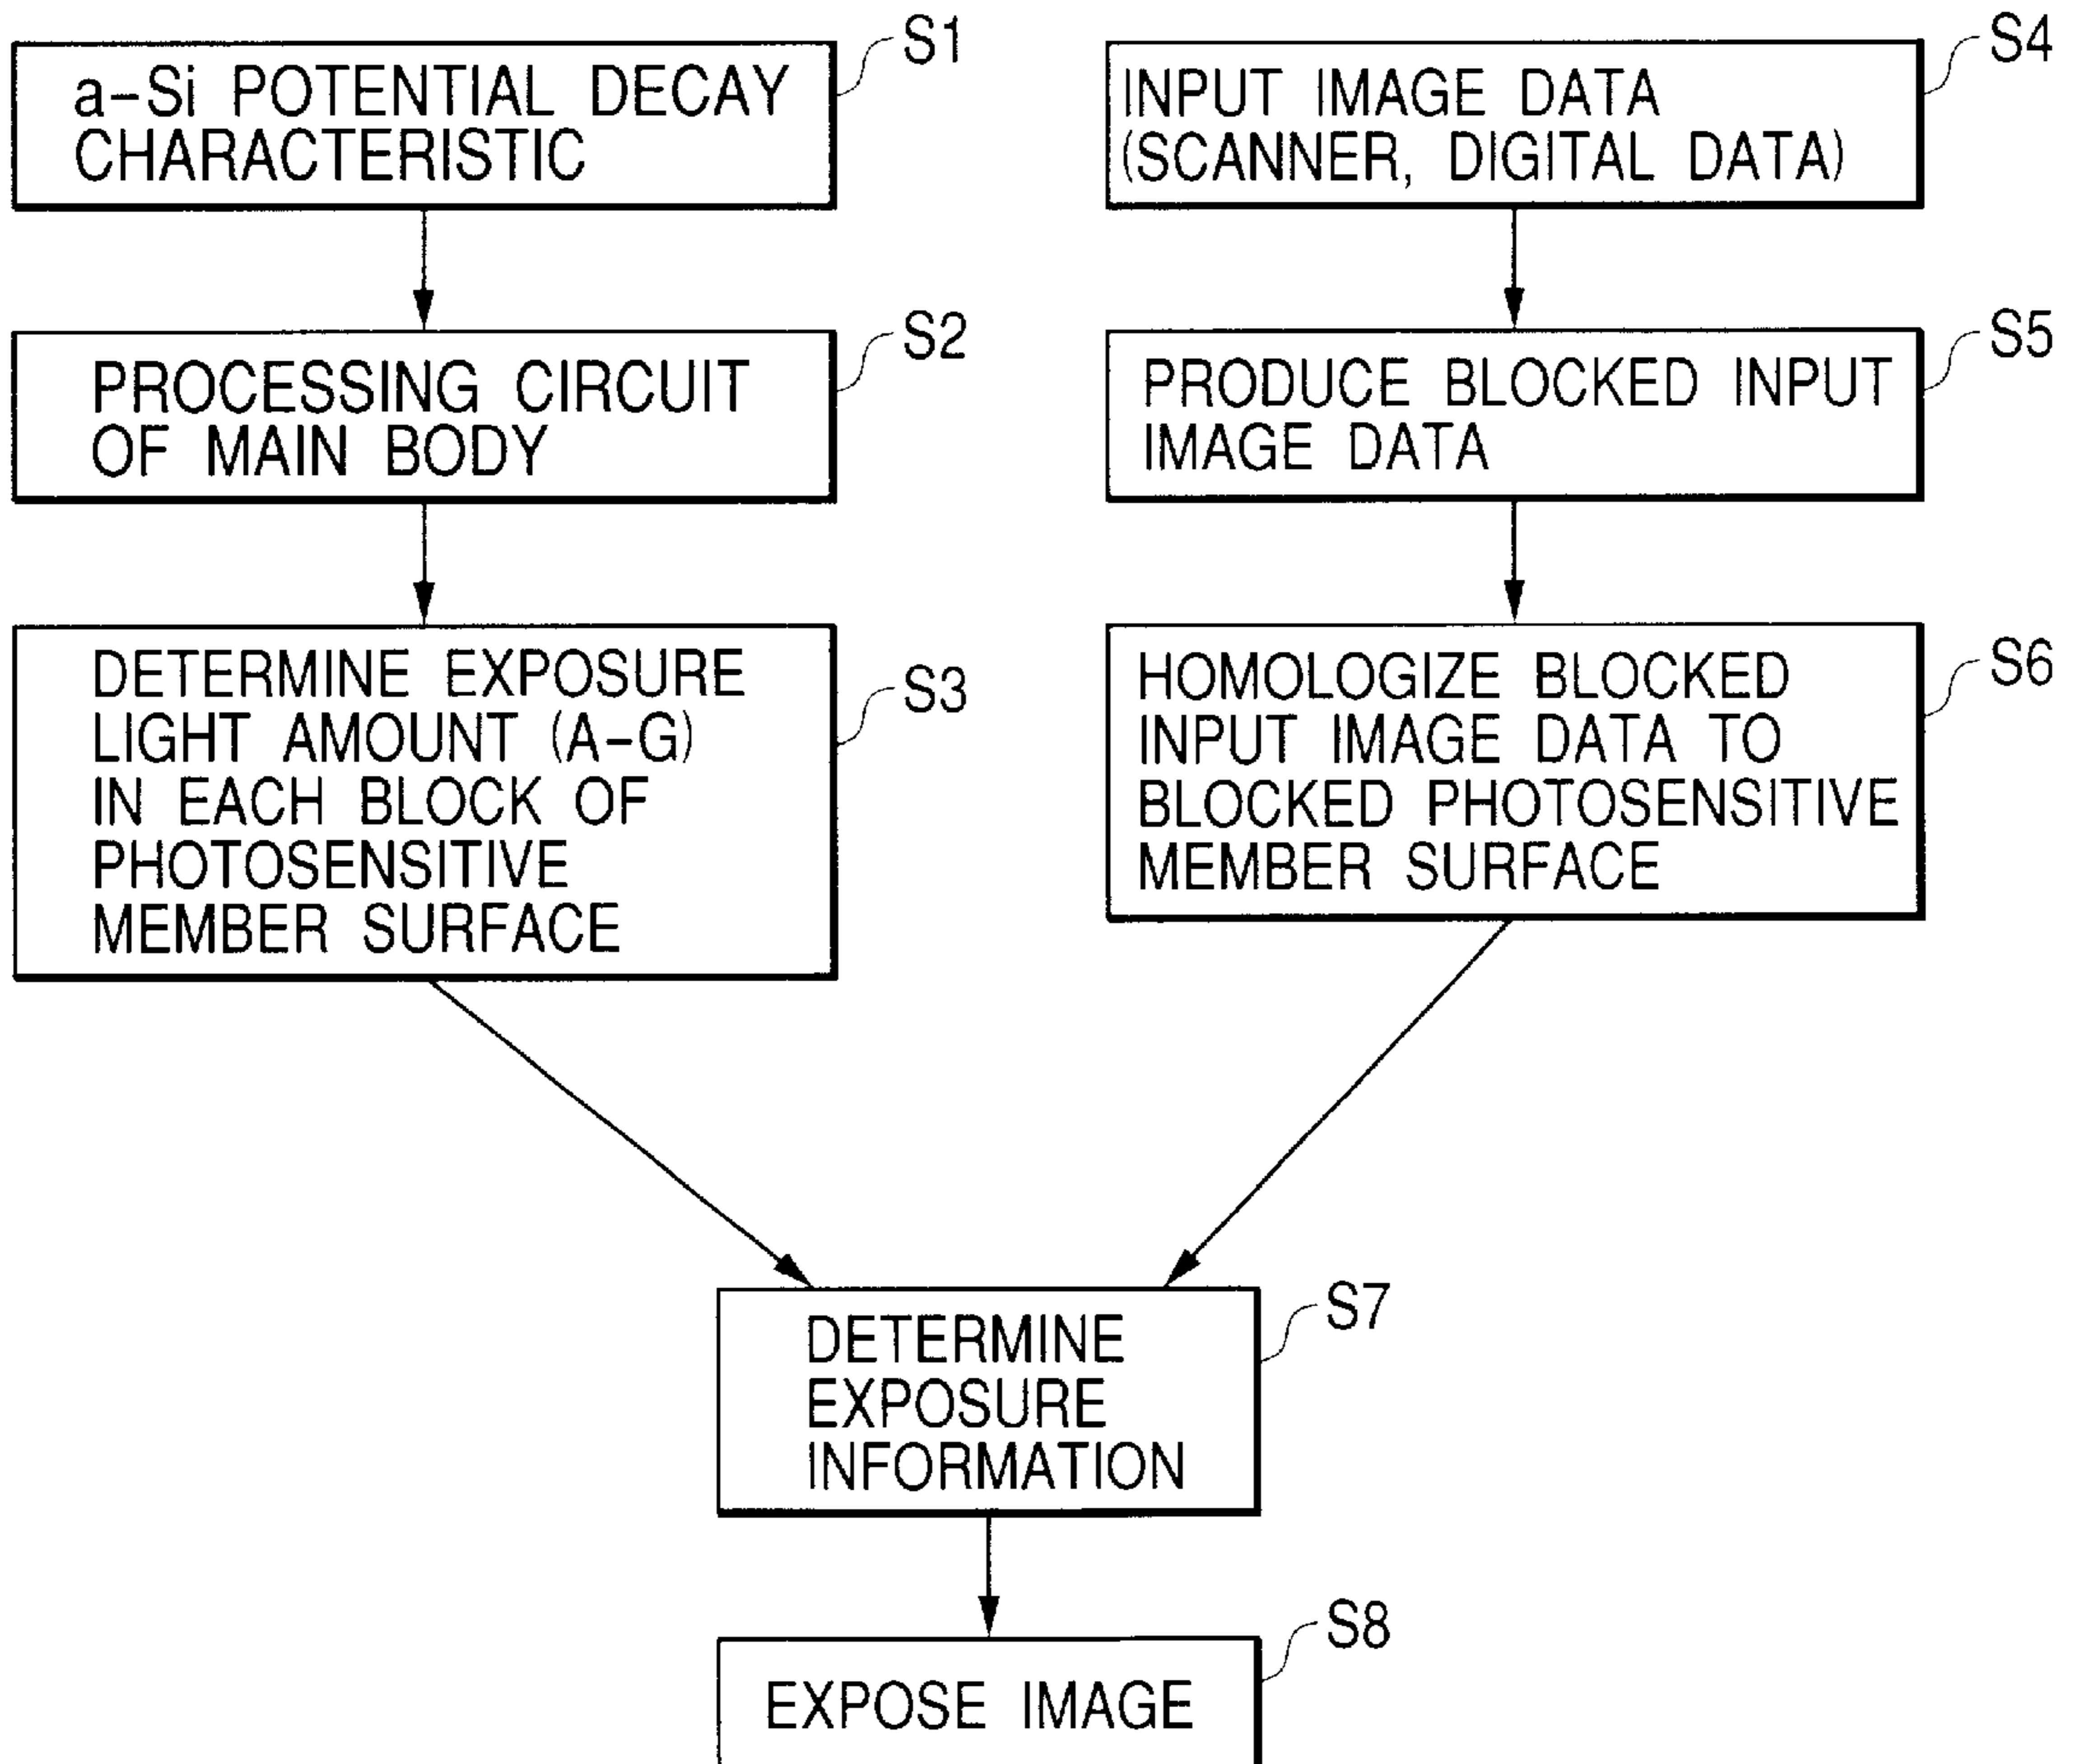 S1
a-Si POTENTIAL DECAY
CHARACTERISTIC
S2
PROCESSING CIRCUIT
OF MAIN BODY
S3
DETERMINE EXPOSURE
LIGHT AMOUNT (A-G)
IN EACH BLOCK OF
PHOTOSENSITIVE
MEMBER SURFACE
S4
INPUT IMAGE DATA
(SCANNER, DIGITAL DATA)
S5
PRODUCE BLOCKED INPUT
IMAGE DATA
S6
HOMOLOGIZE BLOCKED
INPUT IMAGE DATA TO
BLOCKED PHOTOSENSITIVE
MEMBER SURFACE
S7
DETERMINE
EXPOSURE
INFORMATION
S8
EXPOSE IMAGE